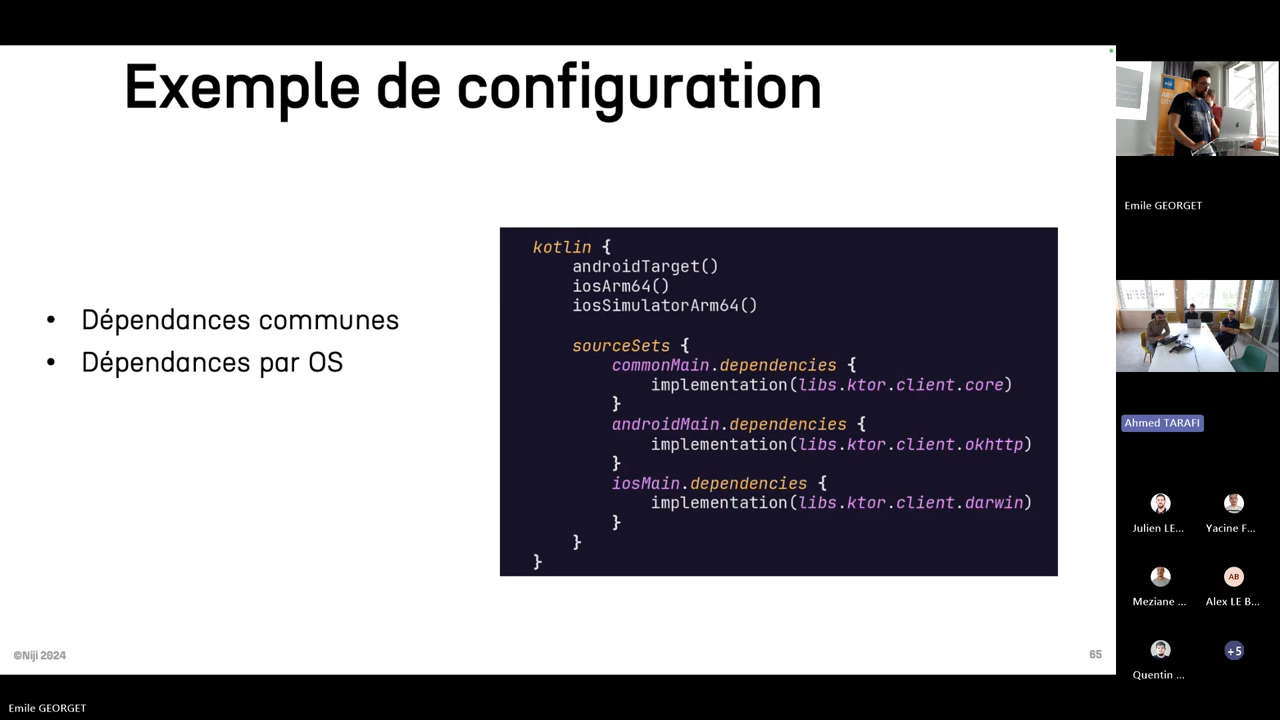 Exemple de configuration
• Dépendances communes
• Dépendances par OS
kotlin {
androidTarget()
iosArm64()
iosSimulatorArm64()
sourceSets {
commonMain.dependencies {
implementation(libs.ktor.client.core)
}
androidMain.dependencies {
implementation(libs.ktor.client.okhttp)
}
iosMain.dependencies {
implementation(libs.ktor.client.darwin)
}
}
}
©Niji 2024
65
Emile GEORGET
Emile GEORGET
Ahmed TARAFI
Julien LE...
Yacine F...
Meziane ...
AB
Alex LE B...
Quentin ...
+5